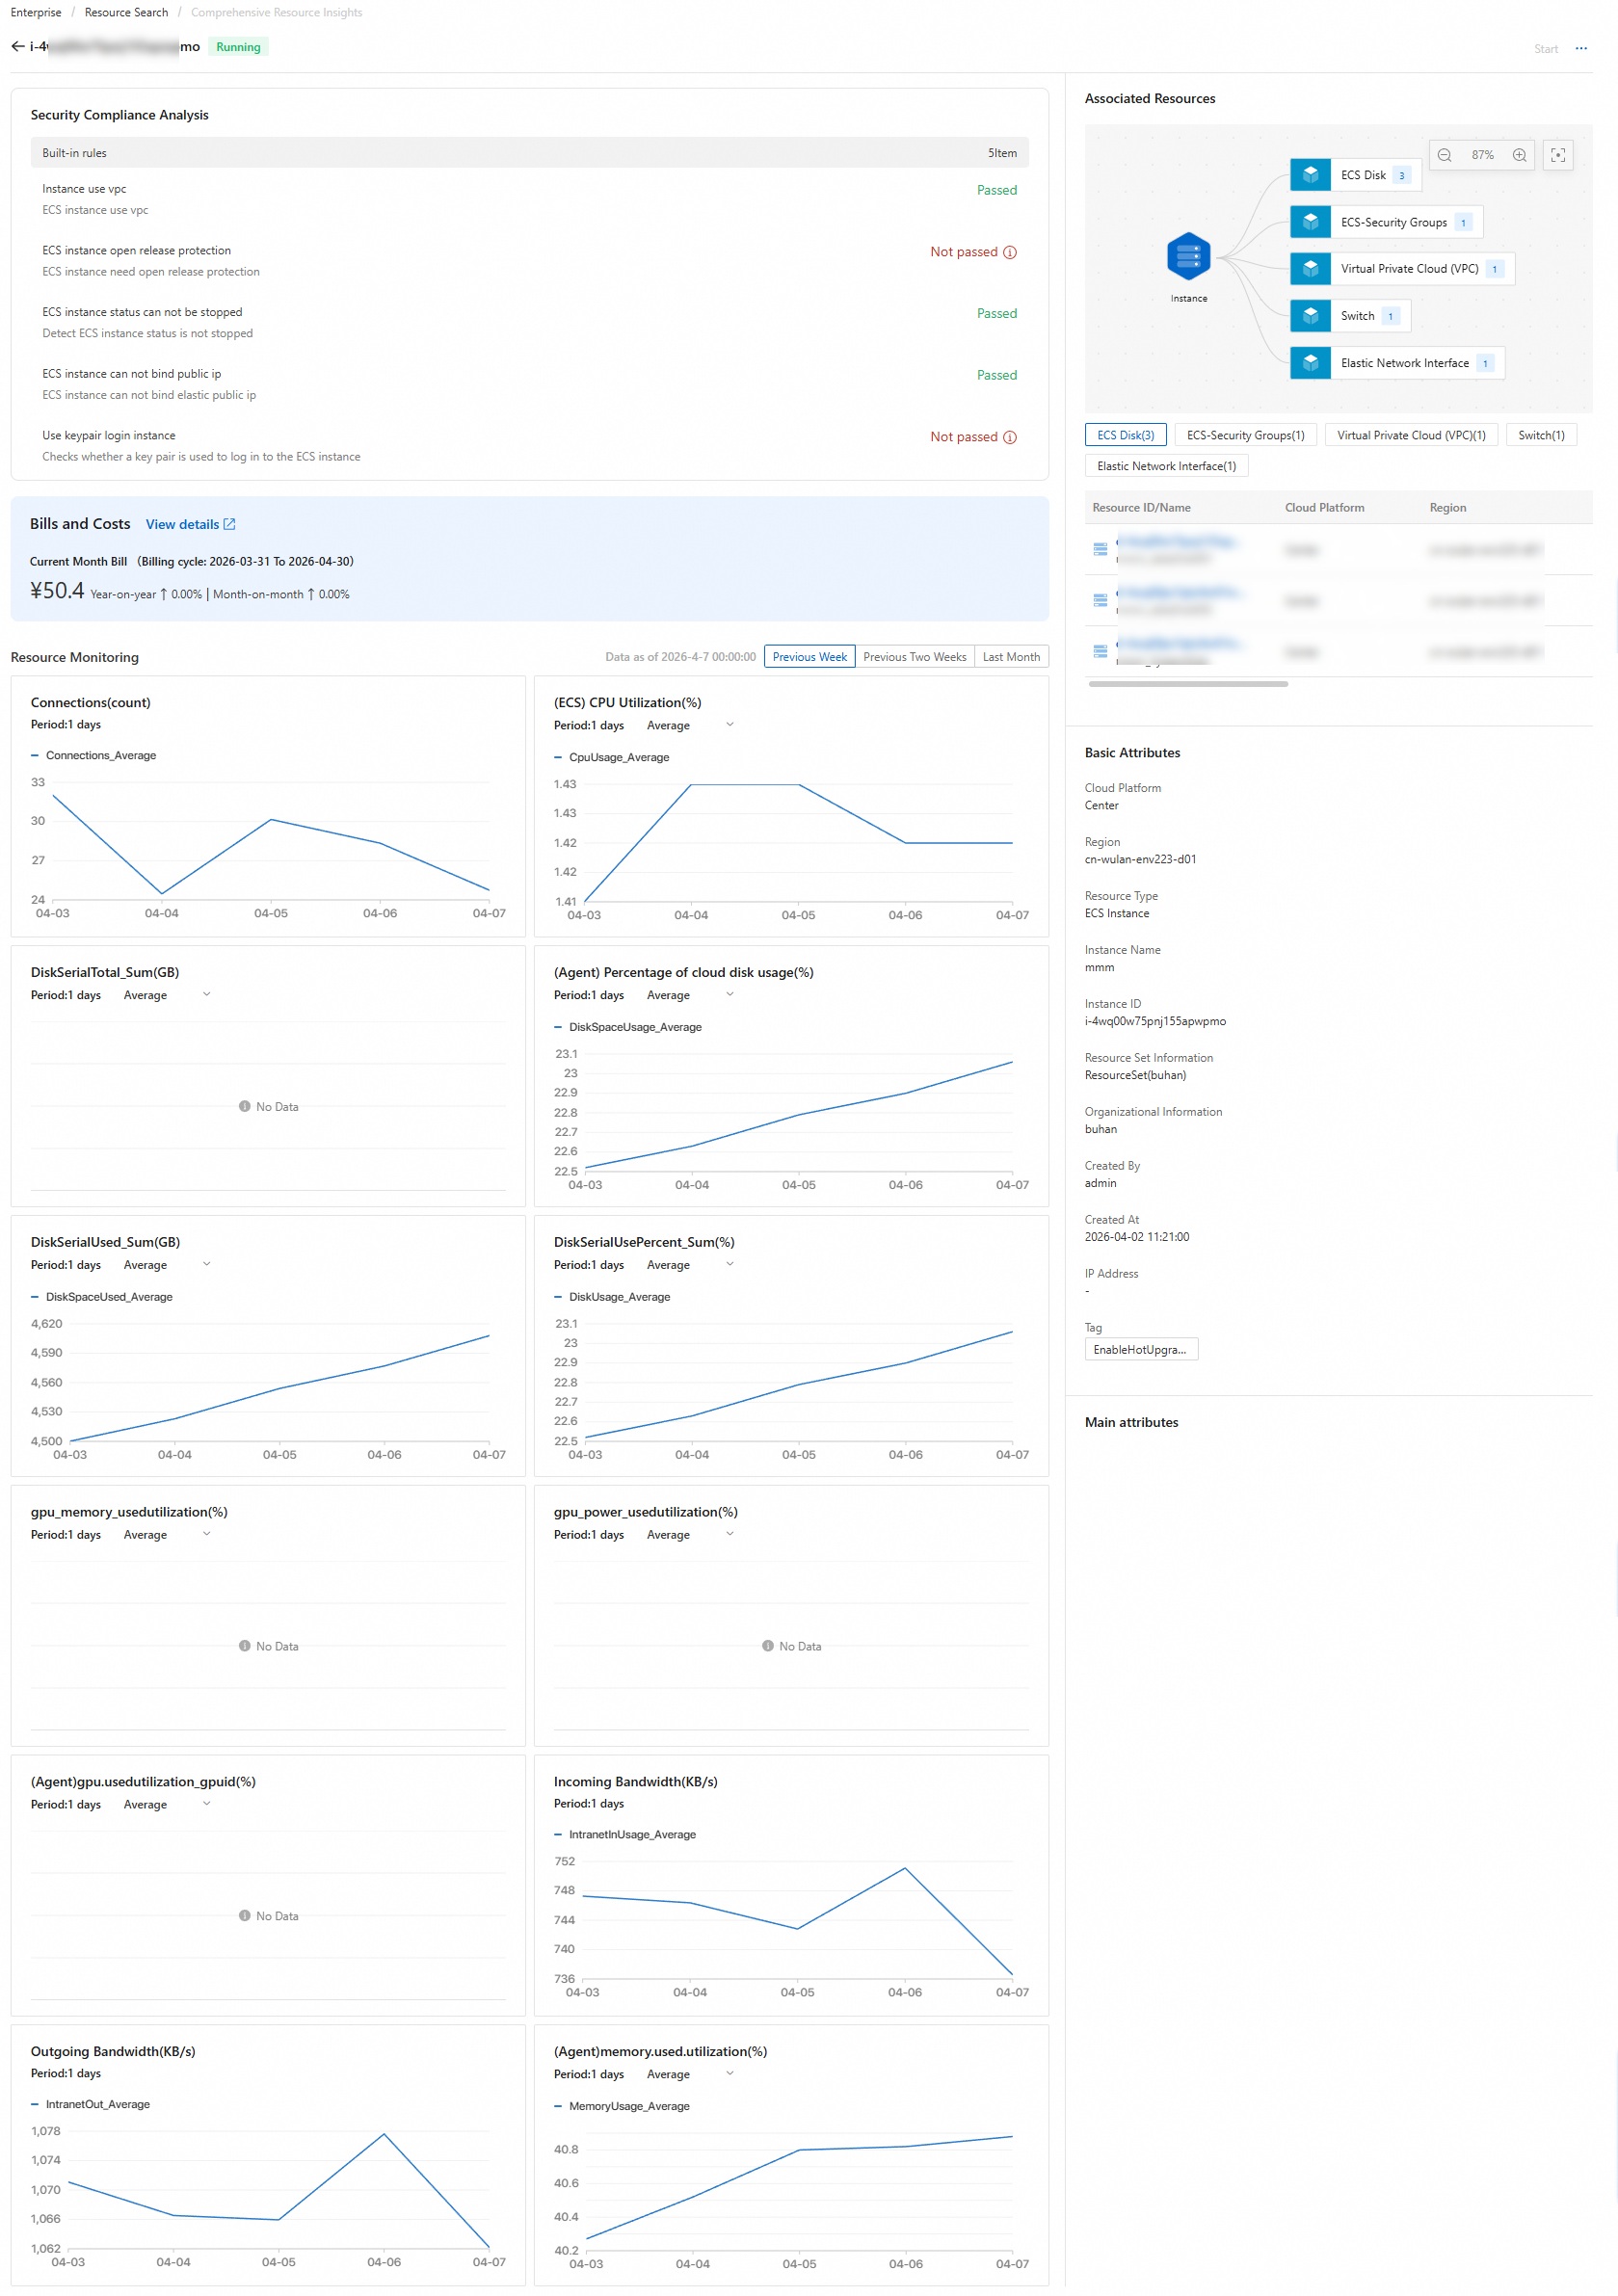 Enterprise / Resource Search / Comprehensive Resource Insights
i-4 mo Running
Start ···
Security Compliance Analysis
Built-in rules 5Item
Instance use vpc Passed
ECS instance use vpc
ECS instance open release protection Not passed
ECS instance need open release protection
ECS instance status can not be stopped Passed
Detect ECS instance status is not stopped
ECS instance can not bind public ip Passed
ECS instance can not bind elastic public ip
Use keypair login instance Not passed
Checks whether a key pair is used to log in to the ECS instance
Bills and Costs View details
Current Month Bill (Billing cycle: 2026-03-31 To 2026-04-30)
¥50.4 Year-on-year ↑ 0.00% | Month-on-month ↑ 0.00%
Resource Monitoring Data as of 2026-4-7 00:00:00 Previous Week Previous Two Weeks Last Month
Connections(count)
Period:1 days
Connections_Average
33
30
27
24
04-03 04-04 04-05 04-06 04-07
(ECS) CPU Utilization(%)
Period:1 days Average
CpuUsage_Average
1.43
1.43
1.42
1.42
1.41
04-03 04-04 04-05 04-06 04-07
DiskSerialTotal_Sum(GB)
Period:1 days Average
No Data
(Agent) Percentage of cloud disk usage(%)
Period:1 days Average
DiskSpaceUsage_Average
23.1
23
22.9
22.8
22.7
22.6
22.5
04-03 04-04 04-05 04-06 04-07
DiskSerialUsed_Sum(GB)
Period:1 days Average
DiskSpaceUsed_Average
4,620
4,590
4,560
4,530
4,500
04-03 04-04 04-05 04-06 04-07
DiskSerialUsePercent_Sum(%)
Period:1 days Average
DiskUsage_Average
23.1
23
22.9
22.8
22.7
22.6
22.5
04-03 04-04 04-05 04-06 04-07
gpu_memory_usedutilization(%)
Period:1 days Average
No Data
gpu_power_usedutilization(%)
Period:1 days Average
No Data
(Agent)gpu.usedutilization_gpuid(%)
Period:1 days Average
No Data
Incoming Bandwidth(KB/s)
Period:1 days
IntranetInUsage_Average
752
748
744
740
736
04-03 04-04 04-05 04-06 04-07
Outgoing Bandwidth(KB/s)
Period:1 days
IntranetOut_Average
1,078
1,074
1,070
1,066
1,062
04-03 04-04 04-05 04-06 04-07
(Agent)memory.used.utilization(%)
Period:1 days Average
MemoryUsage_Average
40.8
40.6
40.4
40.2
04-03 04-04 04-05 04-06 04-07
Associated Resources
87%
Instance
ECS Disk 3
ECS-Security Groups 1
Virtual Private Cloud (VPC) 1
Switch 1
Elastic Network Interface 1
ECS Disk(3) ECS-Security Groups(1) Virtual Private Cloud (VPC)(1) Switch(1)
Elastic Network Interface(1)
Resource ID/Name Cloud Platform Region
Basic Attributes
Cloud Platform
Center
Region
cn-wulan-env223-d01
Resource Type
ECS Instance
Instance Name
mmm
Instance ID
i-4wq00w75pnj155apwpmo
Resource Set Information
ResourceSet(buhan)
Organizational Information
buhan
Created By
admin
Created At
2026-04-02 11:21:00
IP Address
-
Tag
EnableHotUpgra...
Main attributes